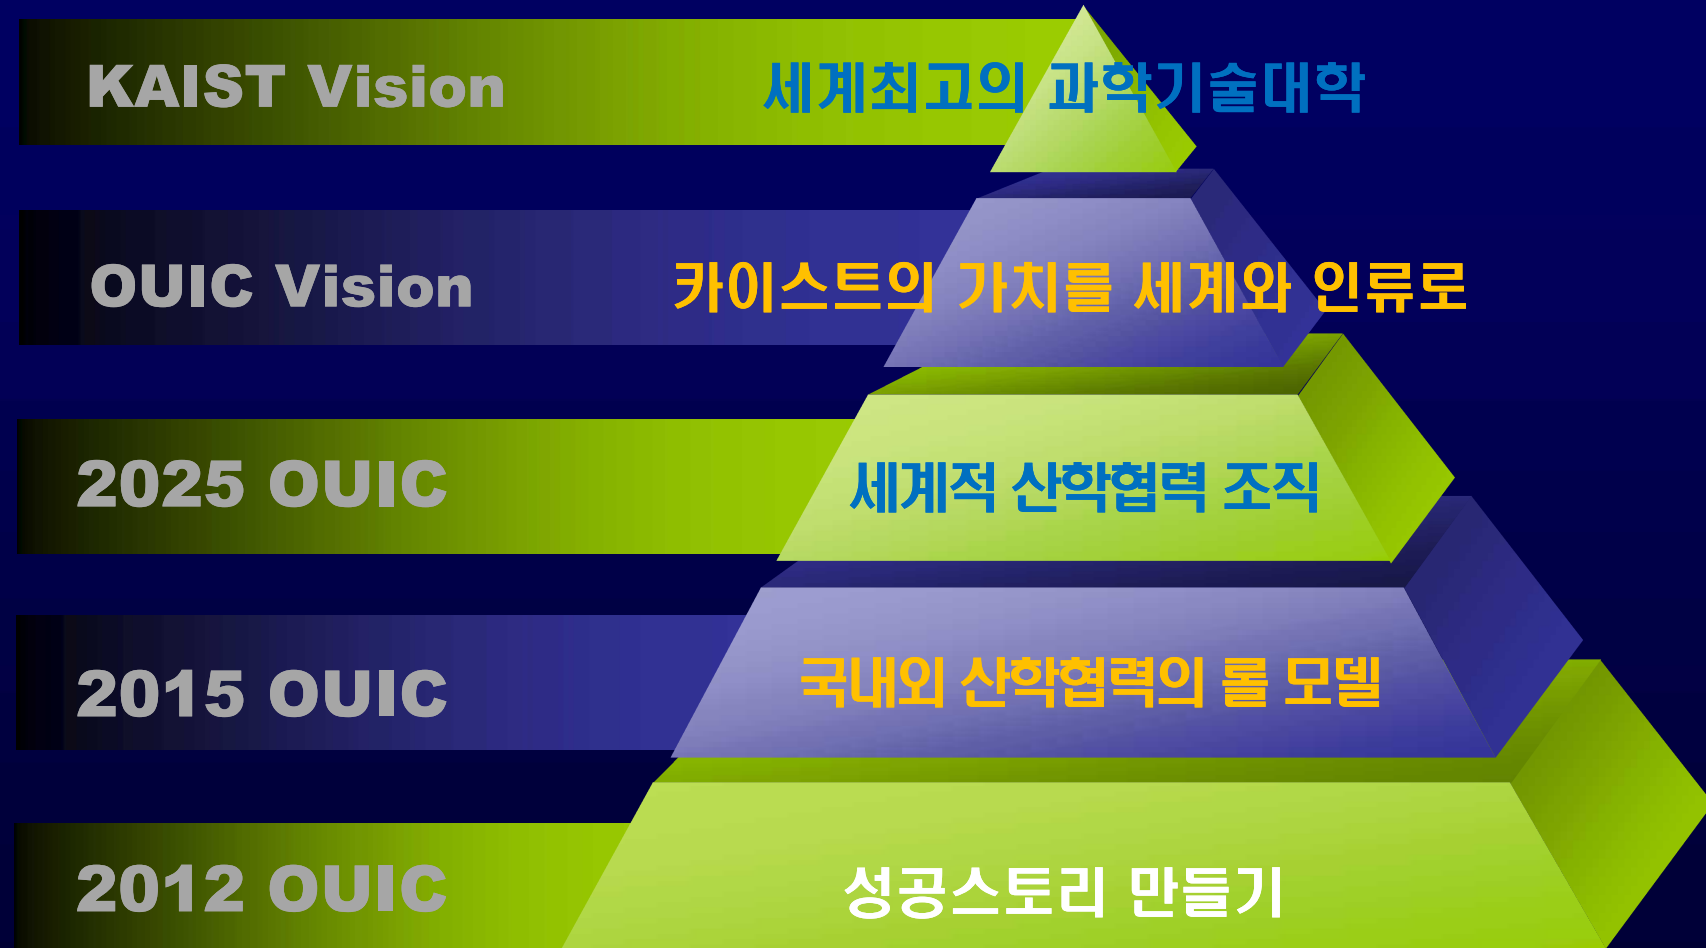 KAIST Vision 세계최고의 과학기술대학
OUIC Vision 카이스트의 가치를 세계와 인류로
2025 OUIC 세계적 산학협력 조직
2015 OUIC 국내외 산학협력의 롤 모델
2012 OUIC 성공스토리 만들기